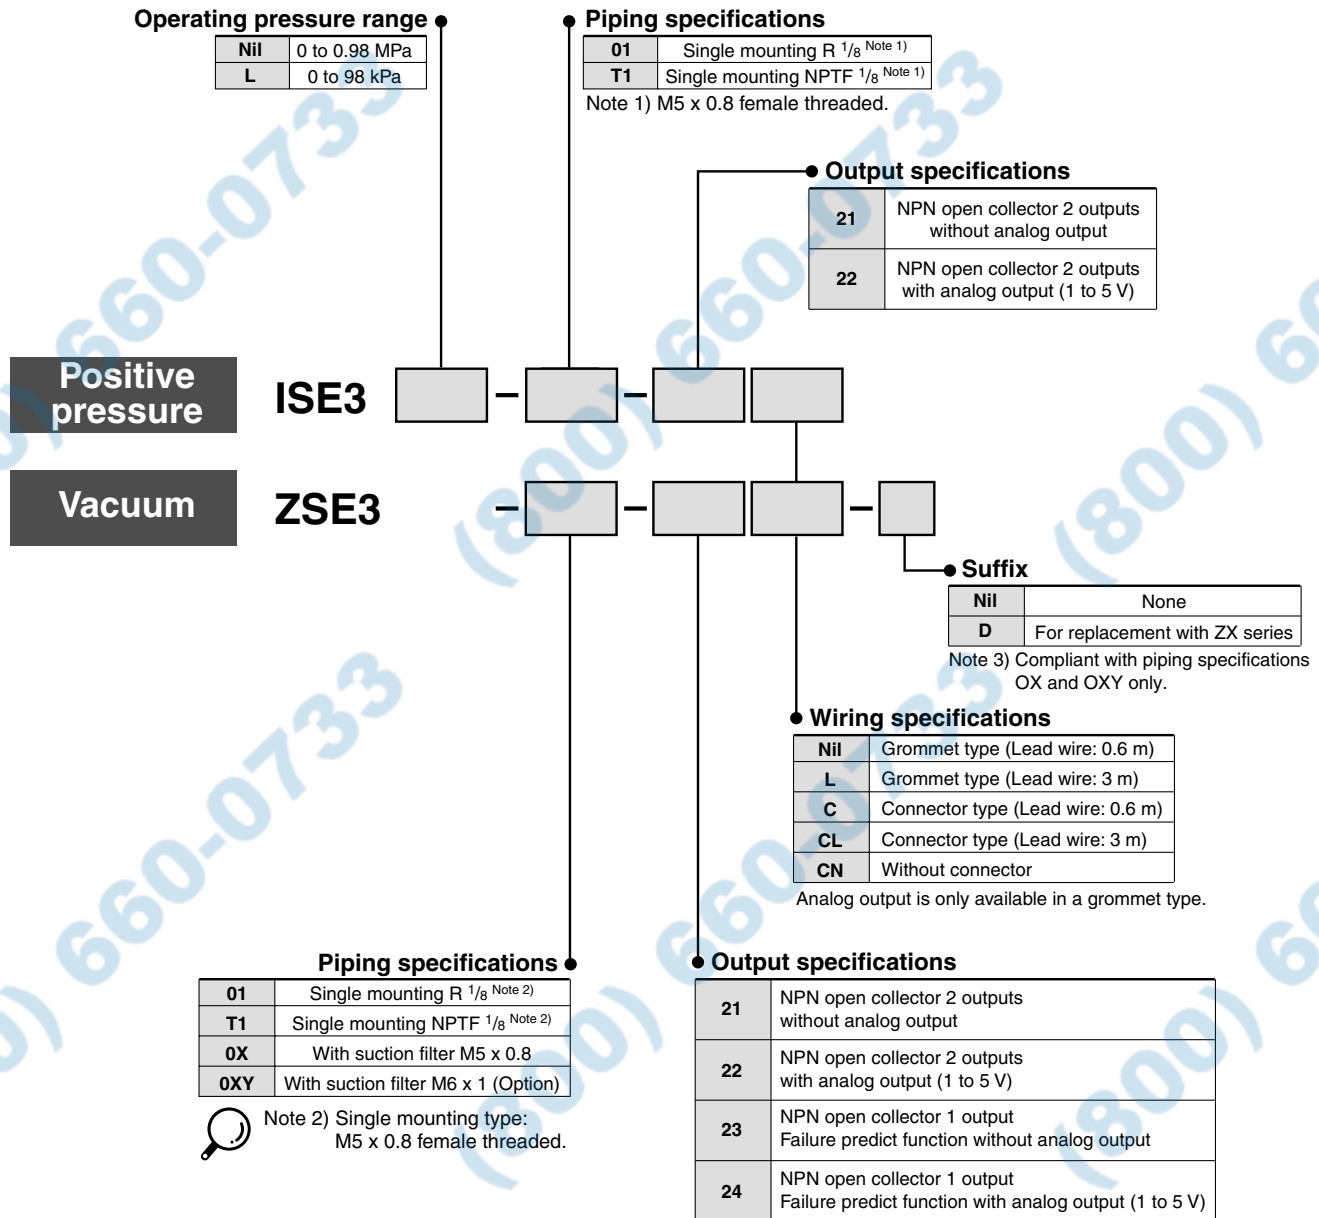 Operating pressure range
Nil 0 to 0.98 MPa
L 0 to 98 kPa
Piping specifications
01 Single mounting R 1/8 Note 1)
T1 Single mounting NPTF 1/8 Note 1)
Note 1) M5 x 0.8 female threaded.
Output specifications
21 NPN open collector 2 outputs
without analog output
22 NPN open collector 2 outputs
with analog output (1 to 5 V)
Positive
pressure
ISE3 – –
Vacuum
ZSE3 – – –
Suffix
Nil None
D For replacement with ZX series
Note 3) Compliant with piping specifications
OX and OXY only.
Wiring specifications
Nil Grommet type (Lead wire: 0.6 m)
L Grommet type (Lead wire: 3 m)
C Connector type (Lead wire: 0.6 m)
CL Connector type (Lead wire: 3 m)
CN Without connector
Analog output is only available in a grommet type.
Piping specifications
01 Single mounting R 1/8 Note 2)
T1 Single mounting NPTF 1/8 Note 2)
0X With suction filter M5 x 0.8
0XY With suction filter M6 x 1 (Option)
Note 2) Single mounting type:
M5 x 0.8 female threaded.
Output specifications
21 NPN open collector 2 outputs
without analog output
22 NPN open collector 2 outputs
with analog output (1 to 5 V)
23 NPN open collector 1 output
Failure predict function without analog output
24 NPN open collector 1 output
Failure predict function with analog output (1 to 5 V)
(800) 660-0733
(800) 660-0733